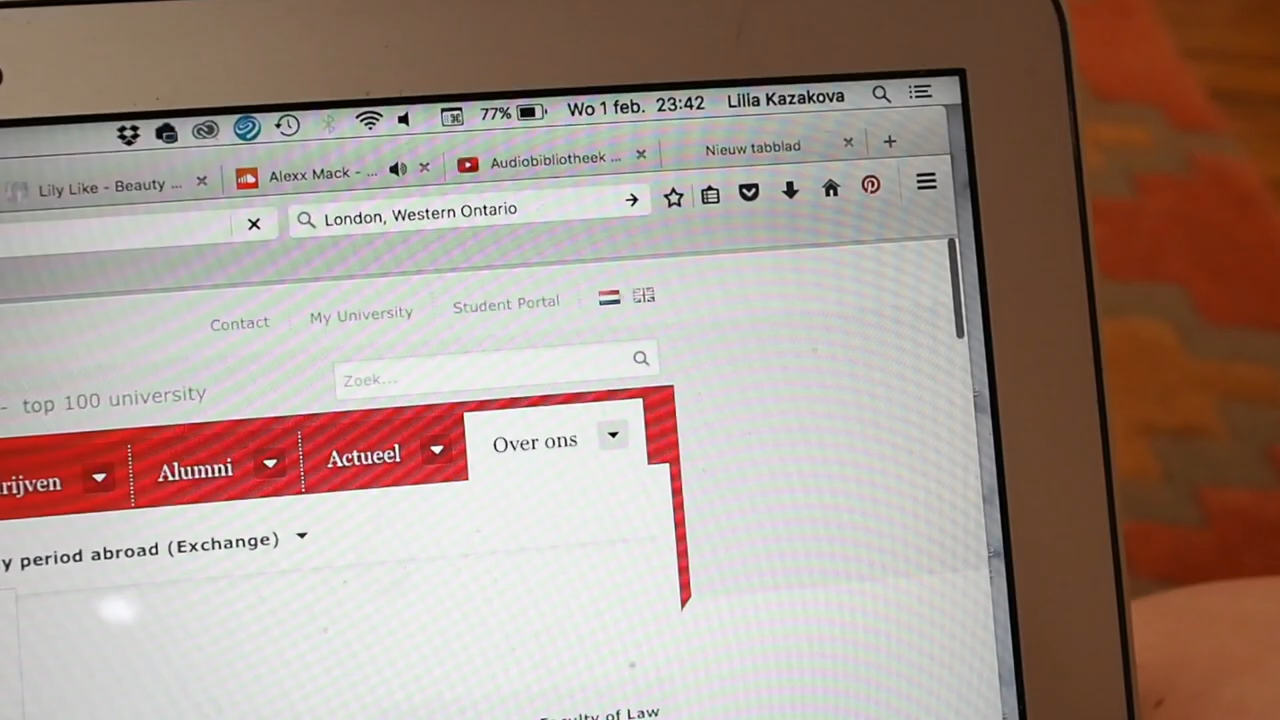 77% Wo 1 feb. 23:42 Lilia Kazakova
Lily Like - Beauty ... Alexx Mack - ... Audiobibliotheek ... Nieuw tabblad
London, Western Ontario
Contact My University Student Portal
Zoek...
- top 100 university
rijven Alumni Actueel Over ons
y period abroad (Exchange)
culty of Law